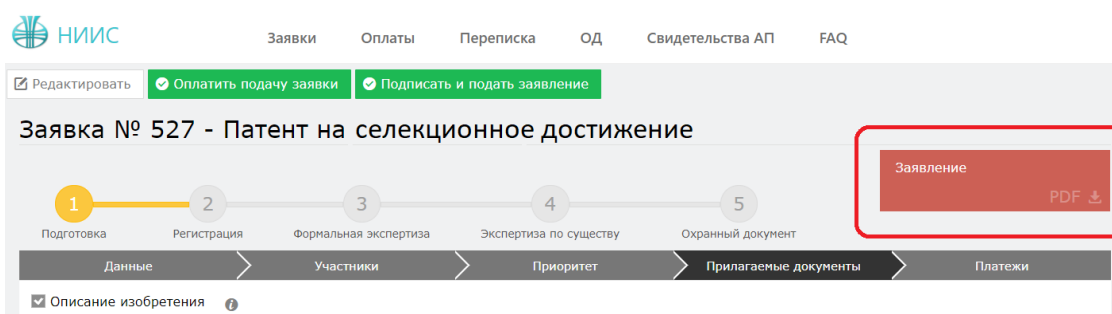 НИИС
Заявки Оплаты Переписка ОД Свидетельства АП FAQ
Редактировать Оплатить подачу заявки Подписать и подать заявление
Заявка № 527 - Патент на селекционное достижение
Заявление
PDF
1 2 3 4 5
Подготовка Регистрация Формальная экспертиза Экспертиза по существу Охранный документ
Данные Участники Приоритет Прилагаемые документы Платежи
Описание изобретения